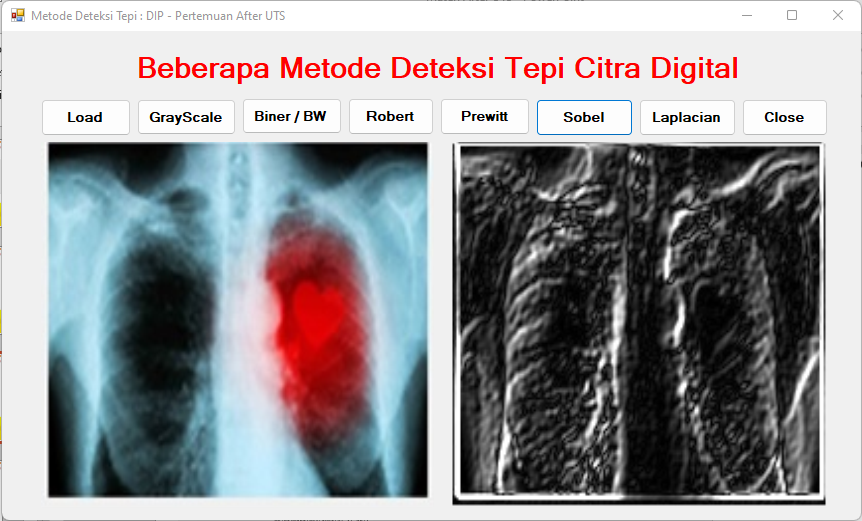 Metode Deteksi Tepi : DIP - Pertemuan After UTS
Beberapa Metode Deteksi Tepi Citra Digital
Load GrayScale Biner / BW Robert Prewitt Sobel Laplacian Close